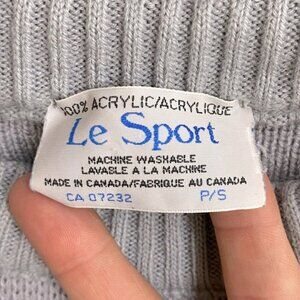 100% ACRYLIC/ACRYLIQUE
Le Sport
MACHINE WASHABLE
LAVABLE A LA MACHINE
MADE IN CANADA/FABRIQUE AU CANADA
CA 07232 P/S